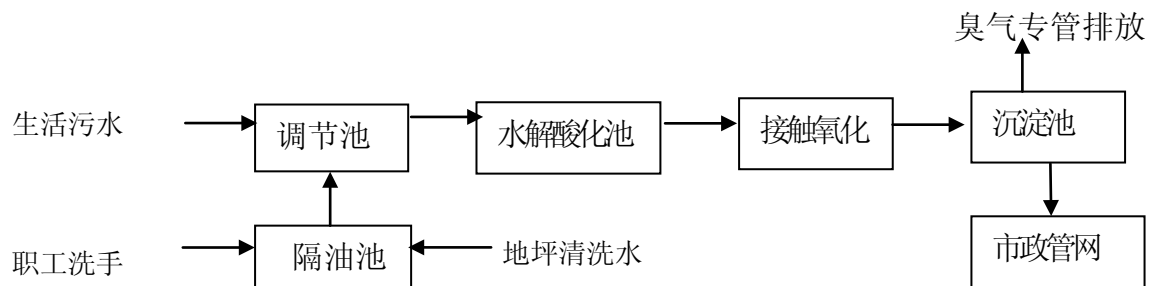 臭气专管排放
生活污水
调节池
水解酸化池
接触氧化
沉淀池
职工洗手
隔油池
地坪清洗水
市政管网